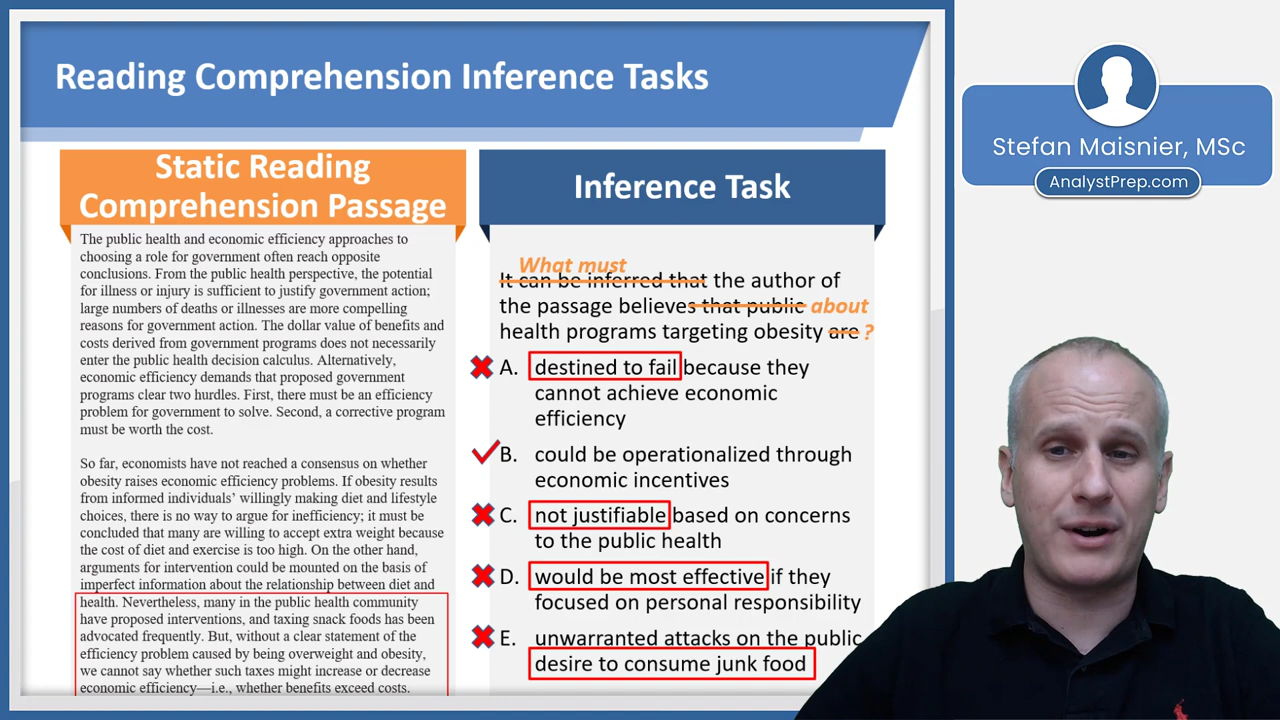 Reading Comprehension Inference Tasks
Static Reading
Comprehension Passage
The public health and economic efficiency approaches to
choosing a role for government often reach opposite
conclusions. From the public health perspective, the potential
for illness or injury is sufficient to justify government action;
large numbers of deaths or illnesses are more compelling
reasons for government action. The dollar value of benefits and
costs derived from government programs does not necessarily
enter the public health decision calculus. Alternatively,
economic efficiency demands that proposed government
programs clear two hurdles. First, there must be an efficiency
problem for government to solve. Second, a corrective program
must be worth the cost.
So far, economists have not reached a consensus on whether
obesity raises economic efficiency problems. If obesity results
from informed individuals’ willingly making diet and lifestyle
choices, there is no way to argue for inefficiency; it must be
concluded that many are willing to accept extra weight because
the cost of diet and exercise is too high. On the other hand,
arguments for intervention could be mounted on the basis of
imperfect information about the relationship between diet and
health. Nevertheless, many in the public health community
have proposed interventions, and taxing snack foods has been
advocated frequently. But, without a clear statement of the
efficiency problem caused by being overweight and obesity,
we cannot say whether such taxes might increase or decrease
economic efficiency—i.e., whether benefits exceed costs.
Inference Task
What must
It can be inferred that the author of
the passage believes that public about
health programs targeting obesity are ?
A. destined to fail because they
cannot achieve economic
efficiency
B. could be operationalized through
economic incentives
C. not justifiable based on concerns
to the public health
D. would be most effective if they
focused on personal responsibility
E. unwarranted attacks on the public
desire to consume junk food
Stefan Maisnier, MSc
AnalystPrep.com